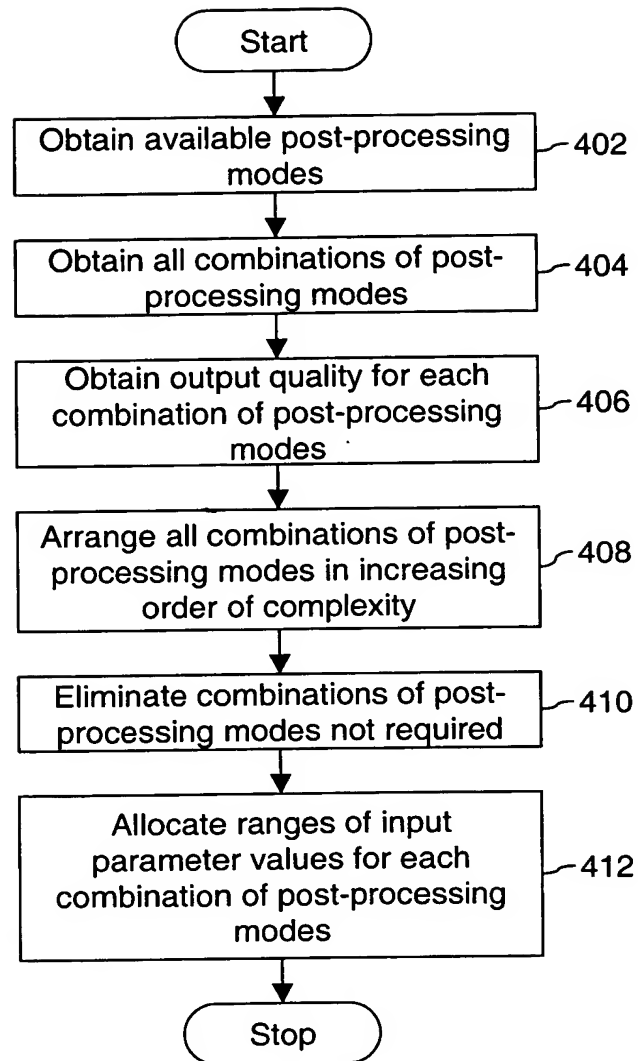 Start
Obtain available post-processing
modes
402
Obtain all combinations of post-
processing modes
404
Obtain output quality for each
combination of post-processing
modes
406
Arrange all combinations of post-
processing modes in increasing
order of complexity
408
Eliminate combinations of post-
processing modes not required
410
Allocate ranges of input
parameter values for each
combination of post-processing
modes
412
Stop